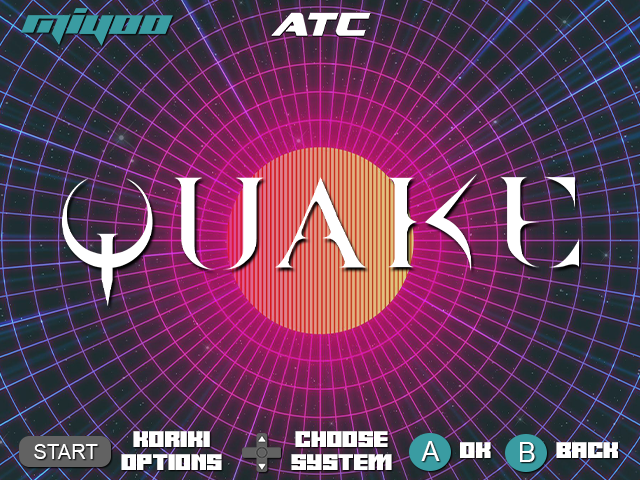 miyoo
ATC
QUAKE
START
KORIKI
OPTIONS
CHOOSE
SYSTEM
A
OK
B
BACK